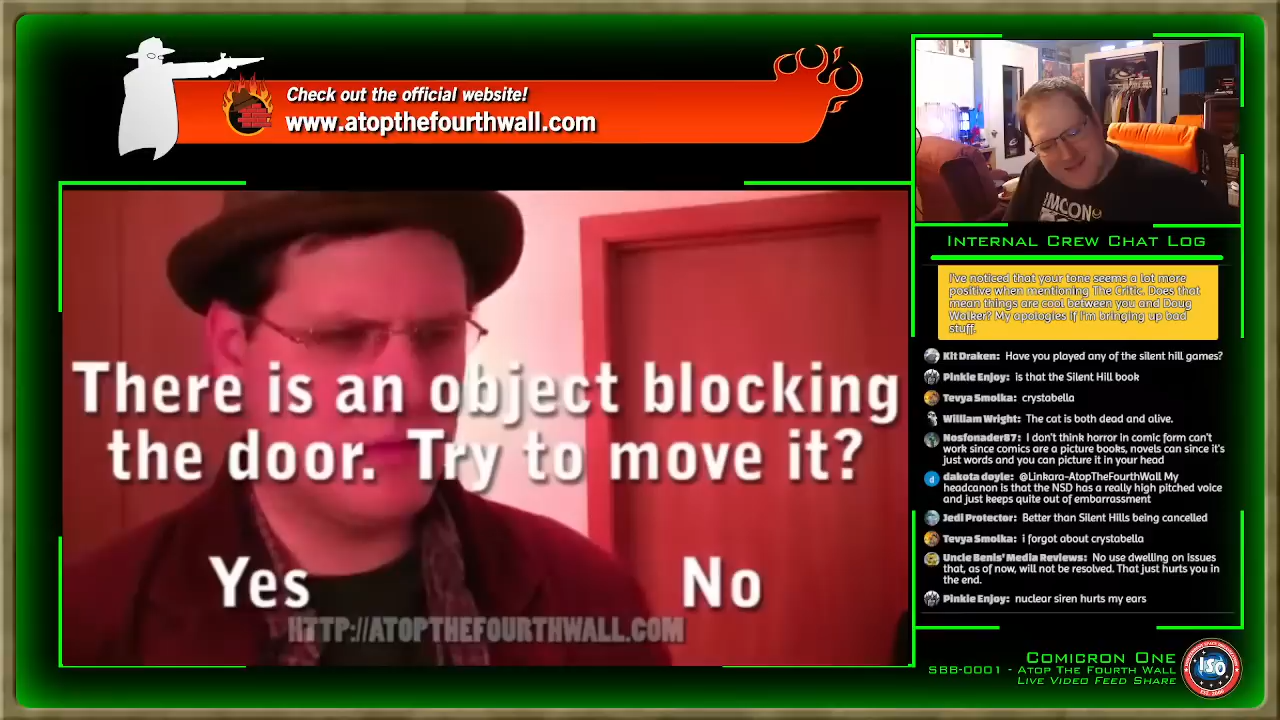 Check out the official website!
www.atopthefourthwall.com
There is an object blocking
the door. Try to move it?
Yes
No
HTTP://ATOPTHEFOURTHWALL.COM
INTERNAL CREW CHAT LOG
I've noticed that your tone seems a lot more
positive when mentioning The Critic. Does that
mean things are cool between you and Doug
Walker? My apologies if I'm bringing up bad
stuff.
Kit Draken: Have you played any of the silent hill games?
Pinkie Enjoy: is that the Silent Hill book
Tevya Smolka: crystabella
William Wright: The cat is both dead and alive.
Nosfonader87: I don't think horror in comic form can't
work since comics are a picture books, novels can since it's
just words and you can picture it in your head
d
dakota doyle: @Linkara-AtopTheFourthWall My
headcanon is that the NSD has a really high pitched voice
and just keeps quite out of embarrassment
Jedi Protector: Better than Silent Hills being cancelled
Tevya Smolka: i forgot about crystabella
Uncle Benis' Media Reviews: No use dwelling on issues
that, as of now, will not be resolved. That just hurts you in
the end.
Pinkie Enjoy: nuclear siren hurts my ears
COMICRON ONE
SBB-0001 - ATOP THE FOURTH WALL
LIVE VIDEO FEED SHARE
ISO